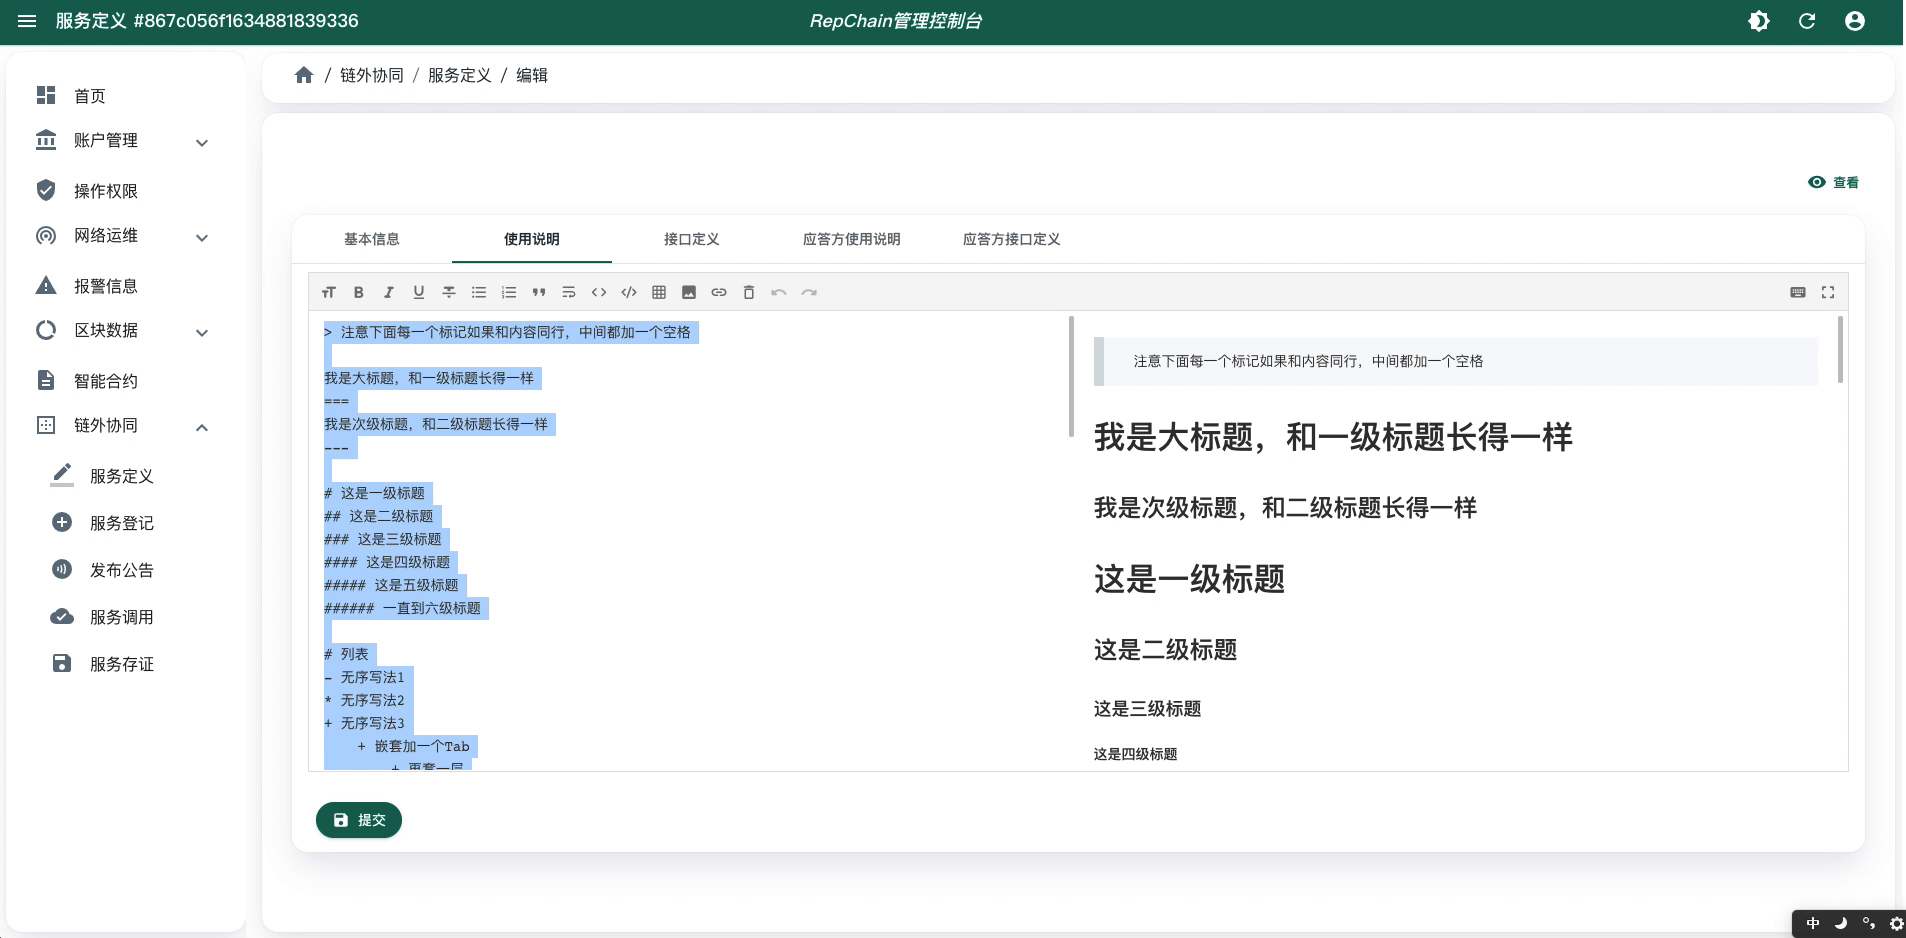 服务定义 #867c056f1634881839336
RepChain管理控制台
/ 链外协同 / 服务定义 / 编辑
首页
账户管理
操作权限
网络运维
报警信息
区块数据
智能合约
链外协同
服务定义
服务登记
发布公告
服务调用
服务存证
查看
基本信息 使用说明 接口定义 应答方使用说明 应答方接口定义
> 注意下面每一个标记如果和内容同行，中间都加一个空格
我是大标题，和一级标题长得一样
===
我是次级标题，和二级标题长得一样
---
# 这是一级标题
## 这是二级标题
### 这是三级标题
#### 这是四级标题
##### 这是五级标题
###### 一直到六级标题
# 列表
- 无序写法1
* 无序写法2
+ 无序写法3
+ 嵌套加一个Tab
+ 再套一层
注意下面每一个标记如果和内容同行，中间都加一个空格
我是大标题，和一级标题长得一样
我是次级标题，和二级标题长得一样
这是一级标题
这是二级标题
这是三级标题
这是四级标题
提交
中